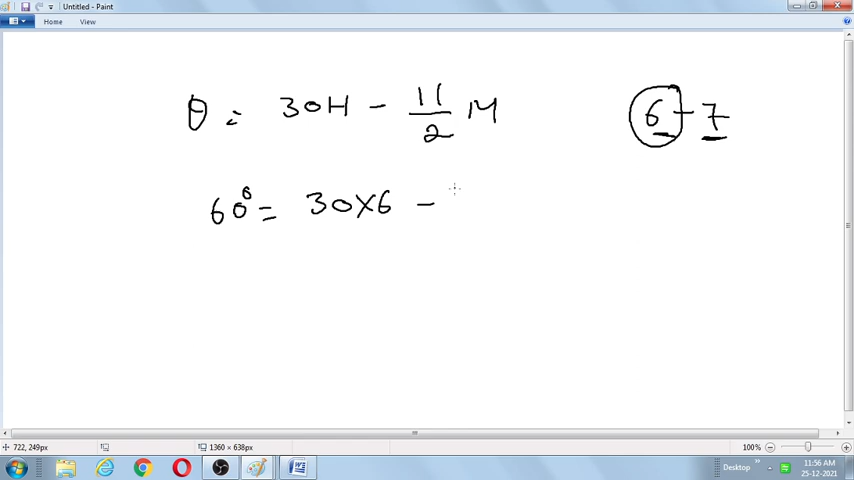 Untitled - Paint
Home View
θ = 30H - 11/2 M
6 - 7
60° = 30×6 -
722, 249px
1360 × 638px
100%
Desktop
11:56 AM
25-12-2021